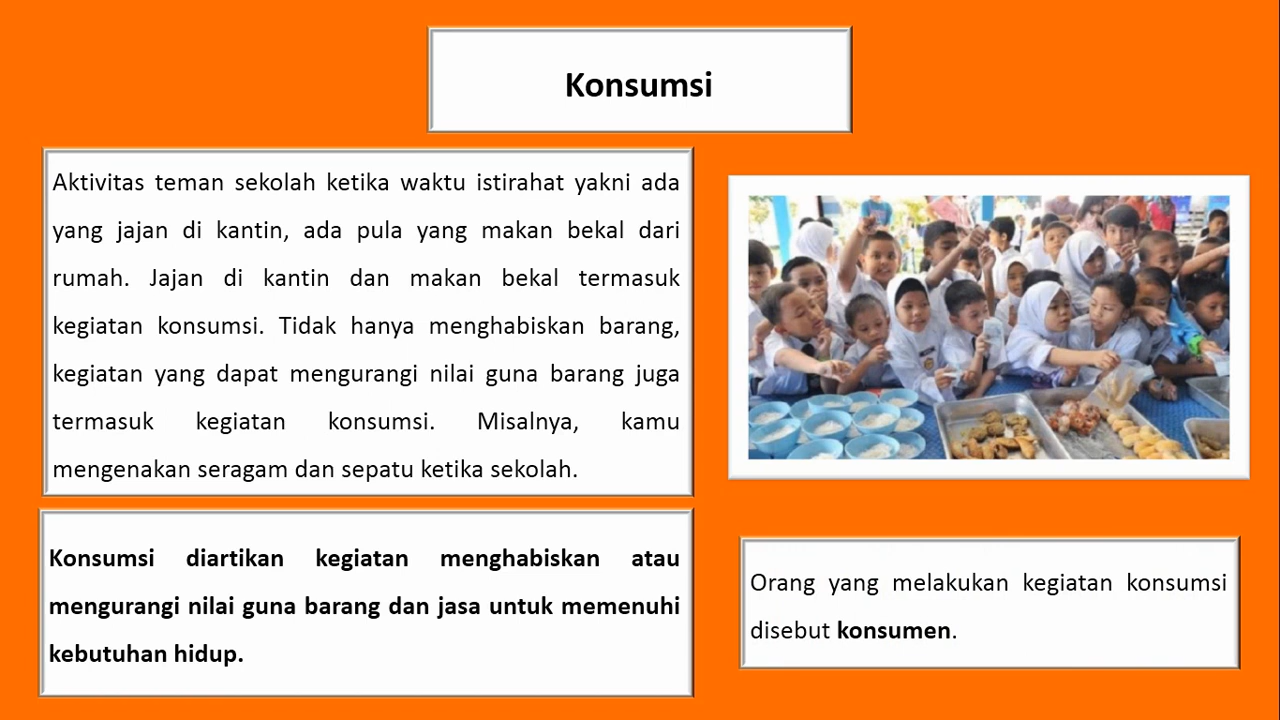 Konsumsi
Aktivitas teman sekolah ketika waktu istirahat yakni ada
yang jajan di kantin, ada pula yang makan bekal dari
rumah. Jajan di kantin dan makan bekal termasuk
kegiatan konsumsi. Tidak hanya menghabiskan barang,
kegiatan yang dapat mengurangi nilai guna barang juga
termasuk kegiatan konsumsi. Misalnya, kamu
mengenakan seragam dan sepatu ketika sekolah.
Konsumsi diartikan kegiatan menghabiskan atau
mengurangi nilai guna barang dan jasa untuk memenuhi
kebutuhan hidup.
Orang yang melakukan kegiatan konsumsi
disebut konsumen.